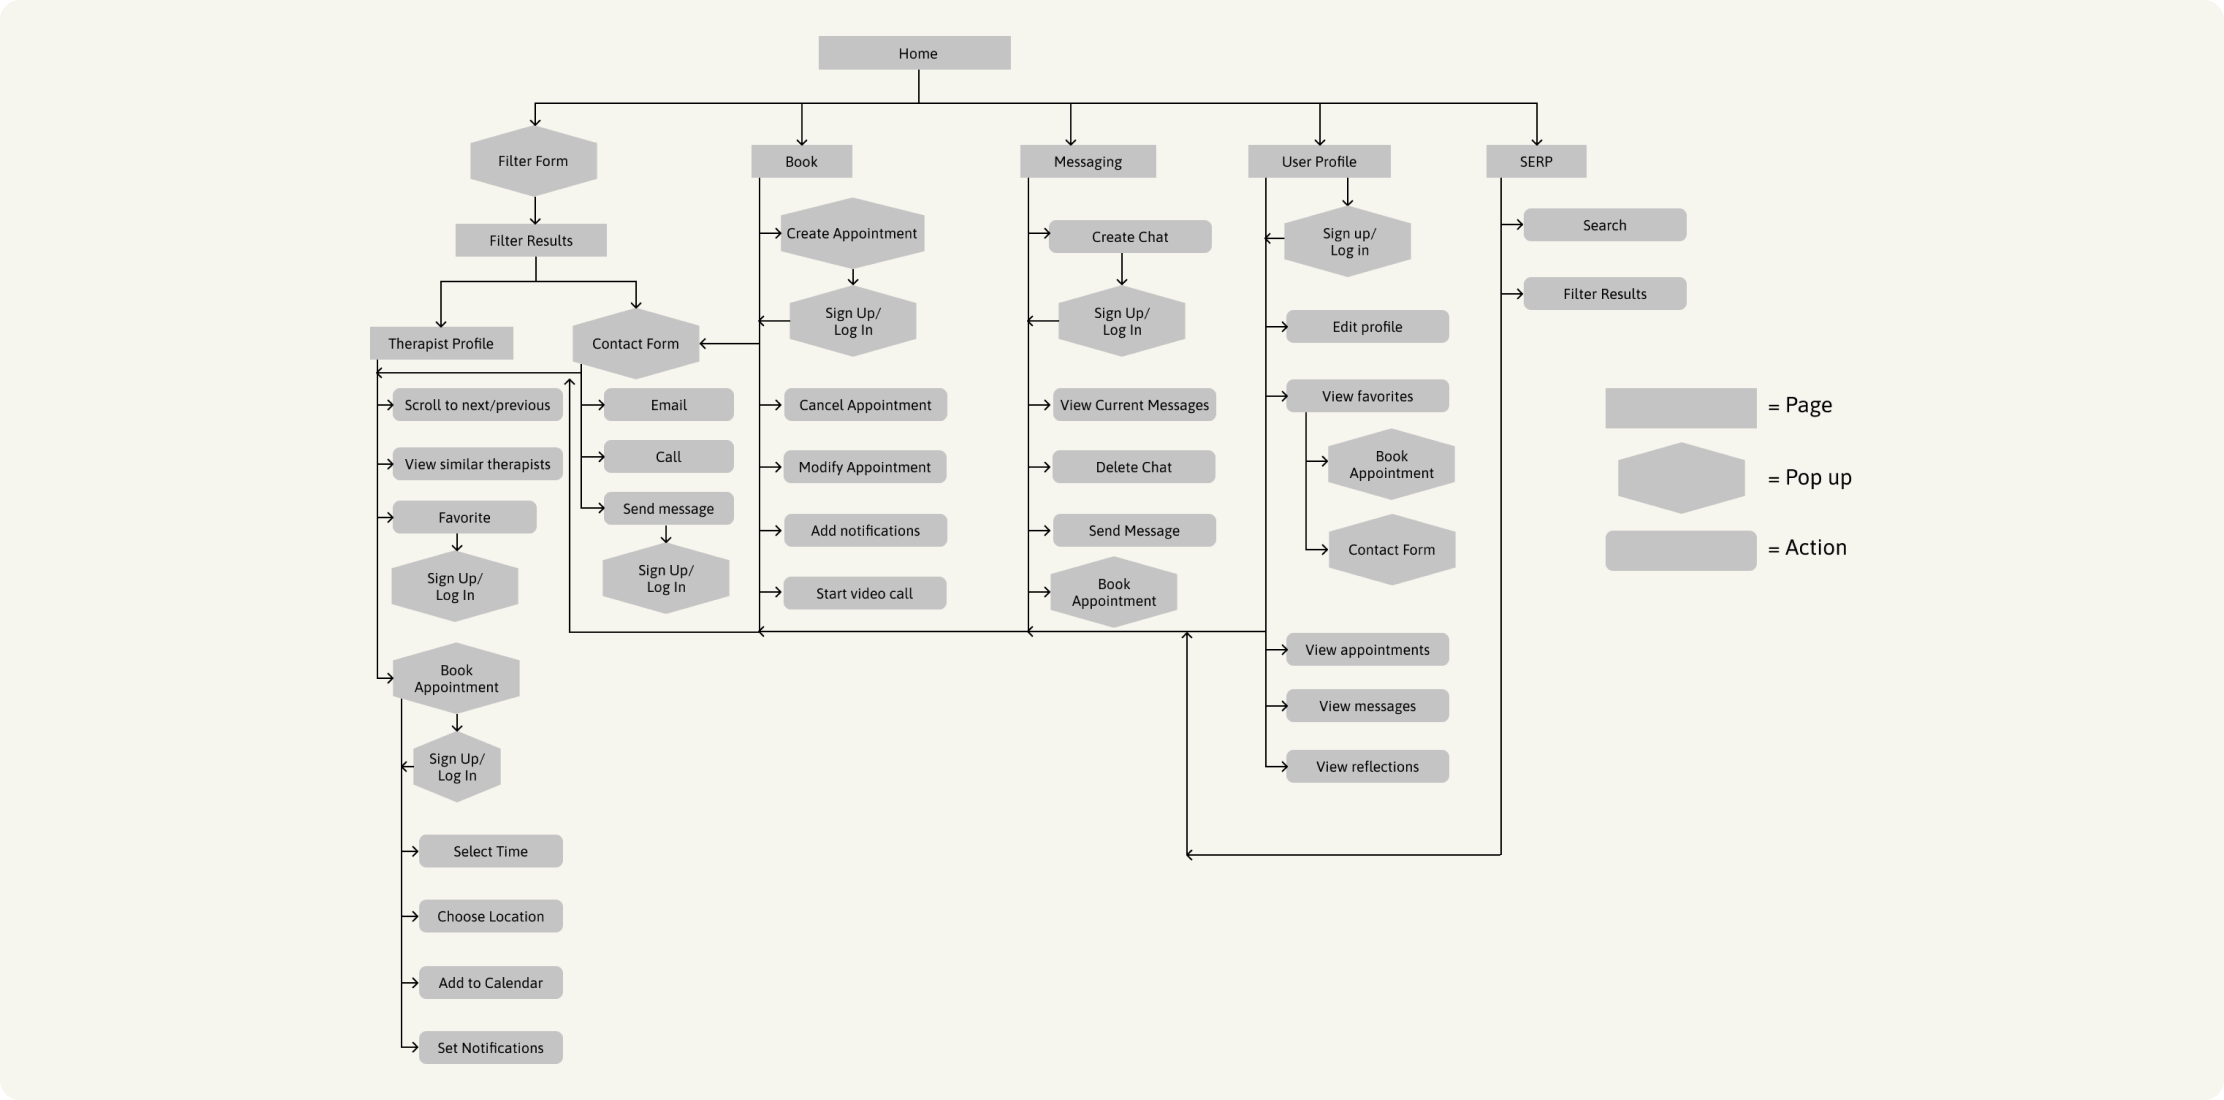 Home
Filter Form
Book
Messaging
User Profile
SERP
Filter Results
Therapist Profile
Contact Form
Scroll to next/previous
View similar therapists
Favorite
Sign Up/
Log In
Book
Appointment
Sign Up/
Log In
Select Time
Choose Location
Add to Calendar
Set Notifications
Email
Call
Send message
Sign Up/
Log In
Create Appointment
Sign Up/
Log In
Cancel Appointment
Modify Appointment
Add notifications
Start video call
Create Chat
Sign Up/
Log In
View Current Messages
Delete Chat
Send Message
Book
Appointment
Sign up/
Log in
Edit profile
View favorites
Book
Appointment
Contact Form
View appointments
View messages
View reflections
Search
Filter Results
= Page
= Pop up
= Action